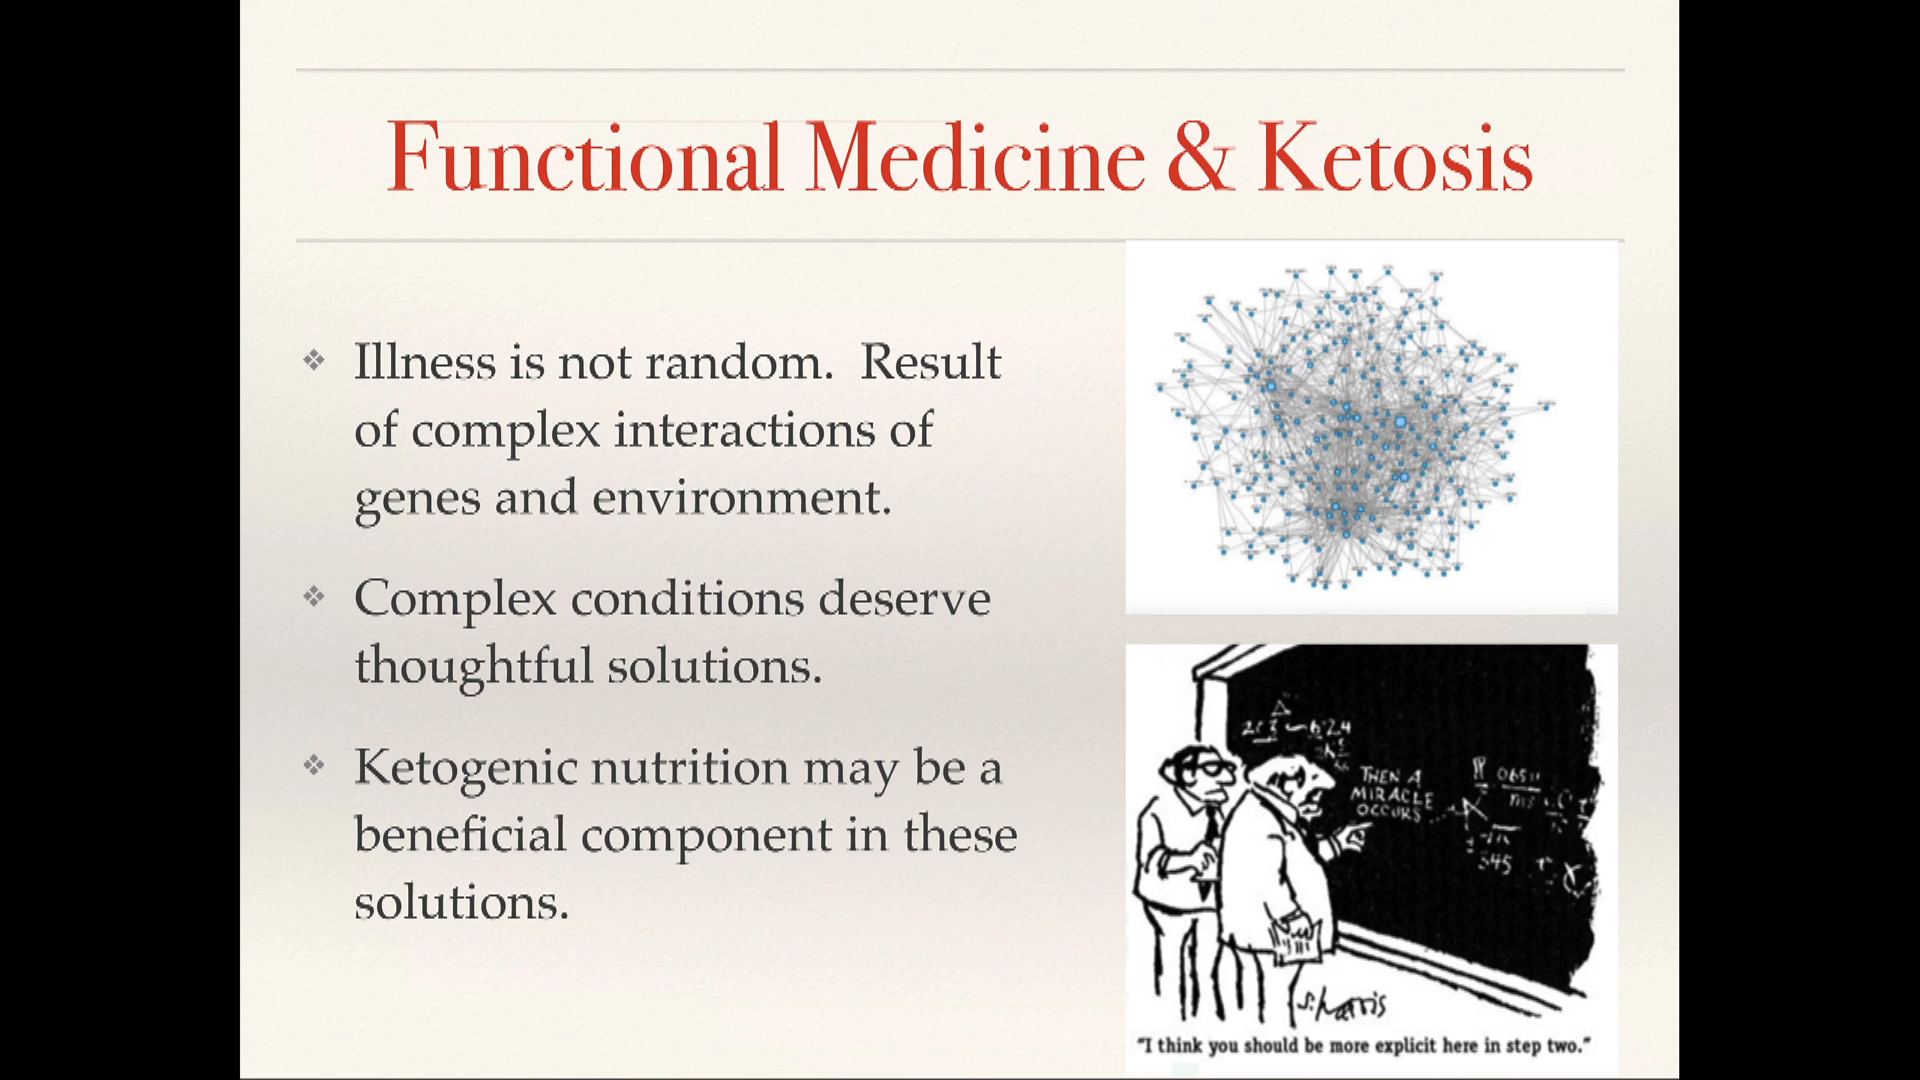 Functional Medicine & Ketosis
Illness is not random. Result
of complex interactions of
genes and environment.
Complex conditions deserve
thoughtful solutions.
Ketogenic nutrition may be a
beneficial component in these
solutions.
THEN A
MIRACLE
OCCURS
S. Harris
"I think you should be more explicit here in step two."